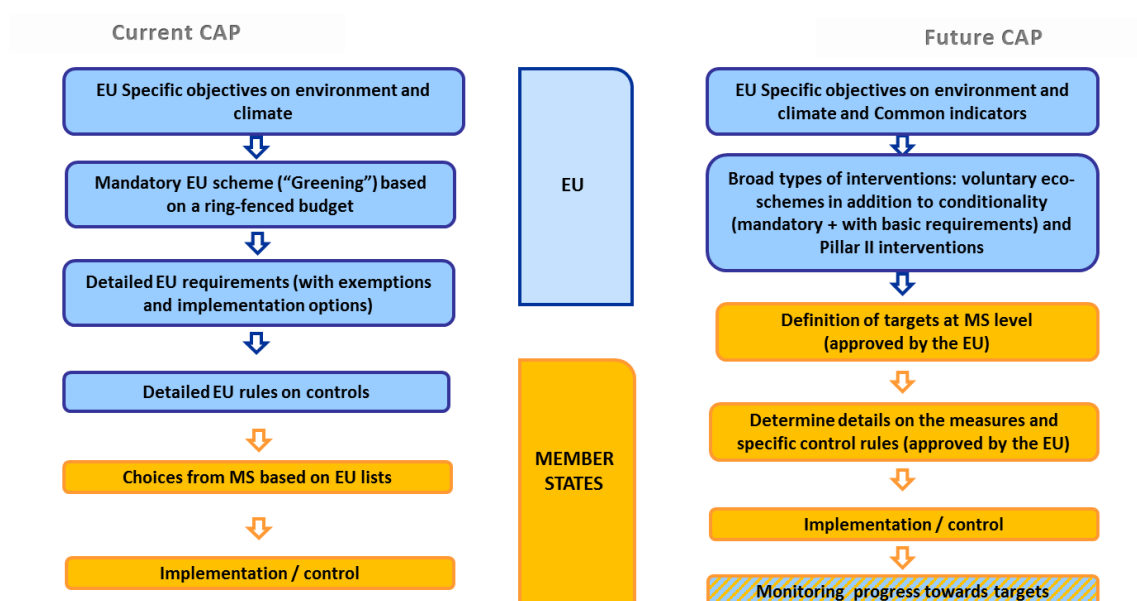 Current CAP
EU Specific objectives on environment and
climate
Mandatory EU scheme (“Greening”) based
on a ring-fenced budget
Detailed EU requirements (with exemptions
and implementation options)
Detailed EU rules on controls
Choices from MS based on EU lists
Implementation / control
EU
MEMBER
STATES
Future CAP
EU Specific objectives on environment and
climate and Common indicators
Broad types of interventions: voluntary eco-
schemes in addition to conditionality
(mandatory + with basic requirements) and
Pillar II interventions
Definition of targets at MS level
(approved by the EU)
Determine details on the measures and
specific control rules (approved by the EU)
Implementation / control
Monitoring progress towards targets